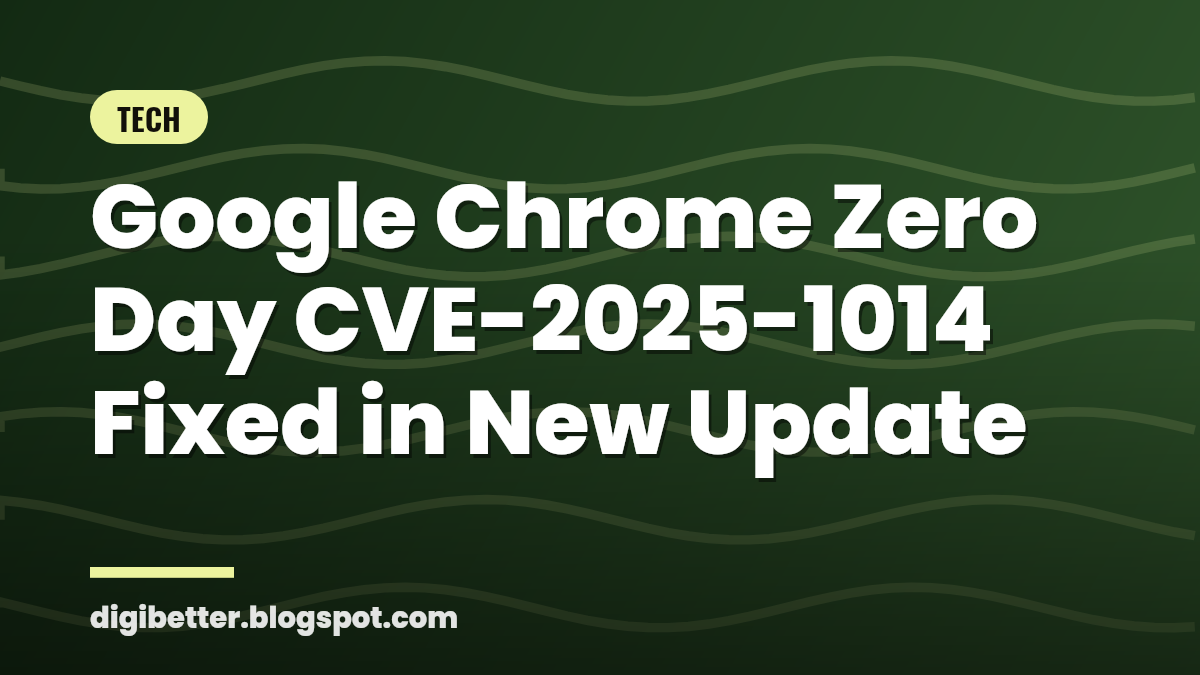 TECH
Google Chrome Zero
Day CVE-2025-1014
Fixed in New Update
digibetter.blogspot.com